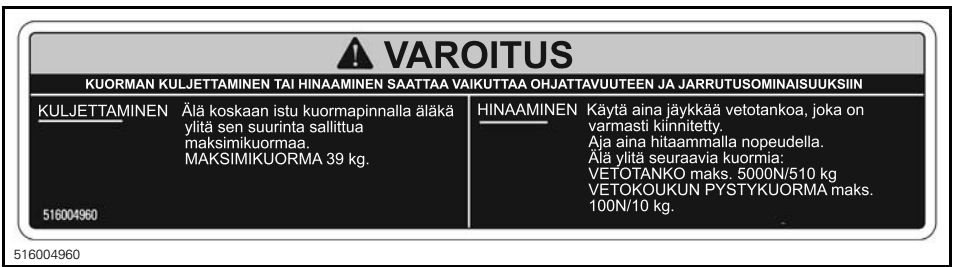 VAROITUS
KUORMAN KULJETTAMINEN TAI HINAAMINEN SAATTAA VAIKUTTAA OHJATTAVUUTEEN JA JARRUTUSOMINAISUUKSIIN
KULJETTAMINEN Älä koskaan istu kuormapinnalla äläkä
ylitä sen suurinta sallittua
maksimikuormaa.
MAKSIMIKUORMA 39 kg.
516004960
HINAAMINEN Käytä aina jäykkää vetotankoa, joka on
varmasti kiinnitetty.
Aja aina hitaammalla nopeudella.
Älä ylitä seuraavia kuormia:
VETOTANKO maks. 5000N/510 kg
VETOKOUKUN PYSTYKUORMA maks.
100N/10 kg.
516004960